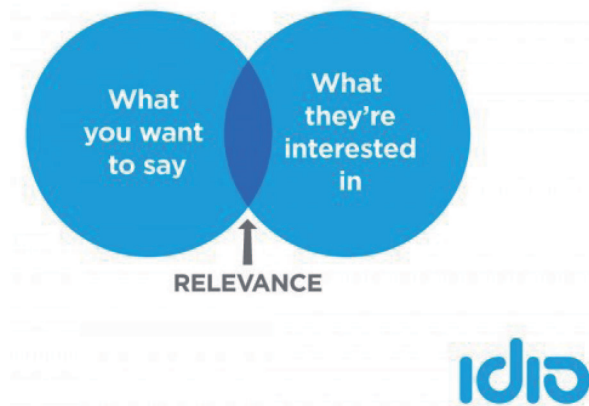 What
you want
to say
What
they're
interested
in
RELEVANCE
idio